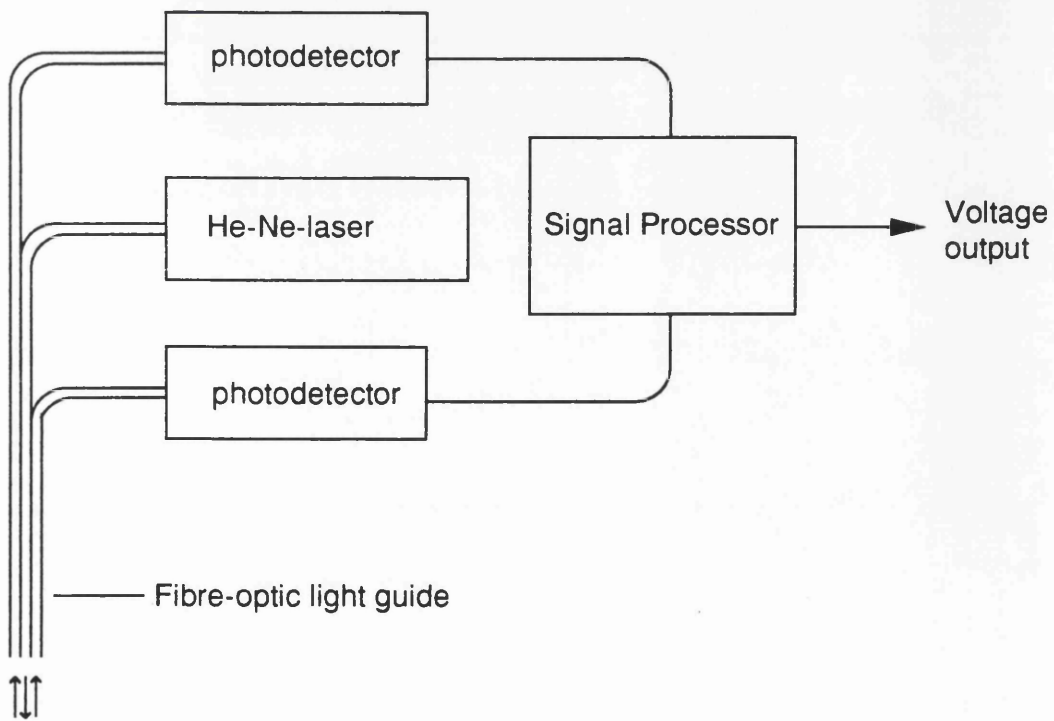 photodetector
He-Ne-laser
Signal Processor
Voltage
output
photodetector
Fibre-optic light guide